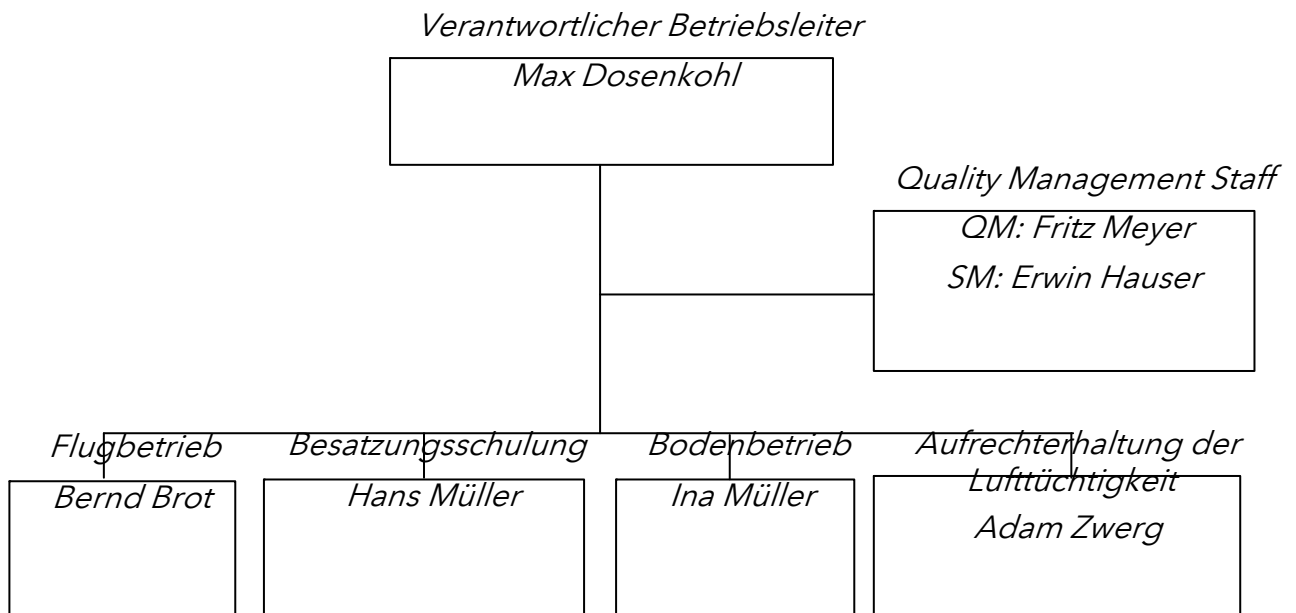 Verantwortlicher Betriebsleiter
Max Dosenkohl
Quality Management Staff
QM: Fritz Meyer
SM: Erwin Hauser
Flugbetrieb
Bernd Brot
Besatzungsschulung
Hans Müller
Bodenbetrieb
Ina Müller
Aufrechterhaltung der
Lufttüchtigkeit
Adam Zwerg